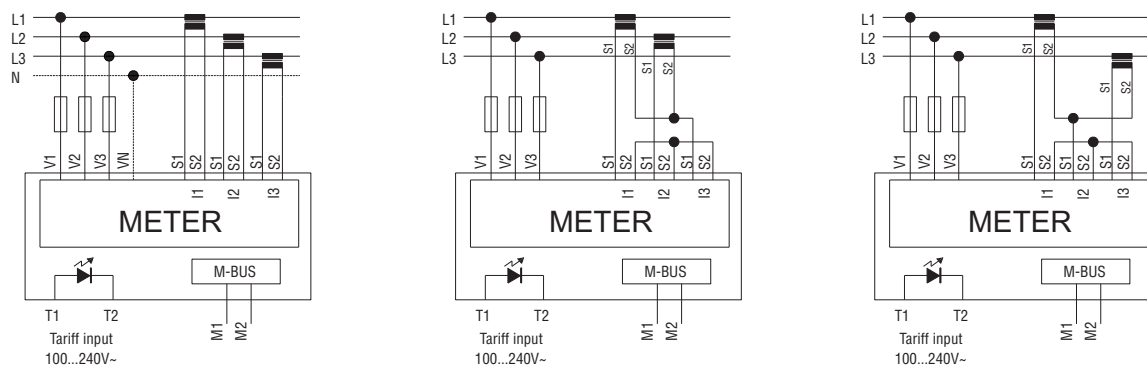 L1
L2
L3
N
V1 V2 V3 VN S1 S2 S1 S2 S1 S2
I1 I2 I3
METER
M-BUS
T1 T2 M1 M2
Tariff input
100...240V~
L1
L2
L3
S1 S2
S1 S2
V1 V2 V3 S1 S2 S1 S2 S1 S2
I1 I2 I3
METER
M-BUS
T1 T2 M1 M2
Tariff input
100...240V~
L1
L2
L3
S1 S2
S1 S2
V1 V2 V3 S1 S2 S1 S2 S1 S2
I1 I2 I3
METER
M-BUS
T1 T2 M1 M2
Tariff input
100...240V~